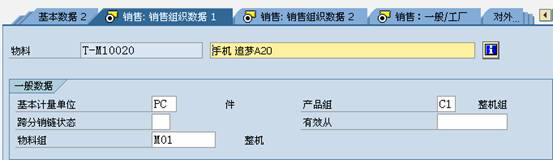 基本数据 2 销售: 销售组织数据 1 销售: 销售组织数据 2 销售: 一般/工厂 对外...
物料 T-M10020 手机 追梦A20
一般数据
基本计量单位 PC 件 产品组 C1 整机组
跨分销链状态 有效从
物料组 M01 整机